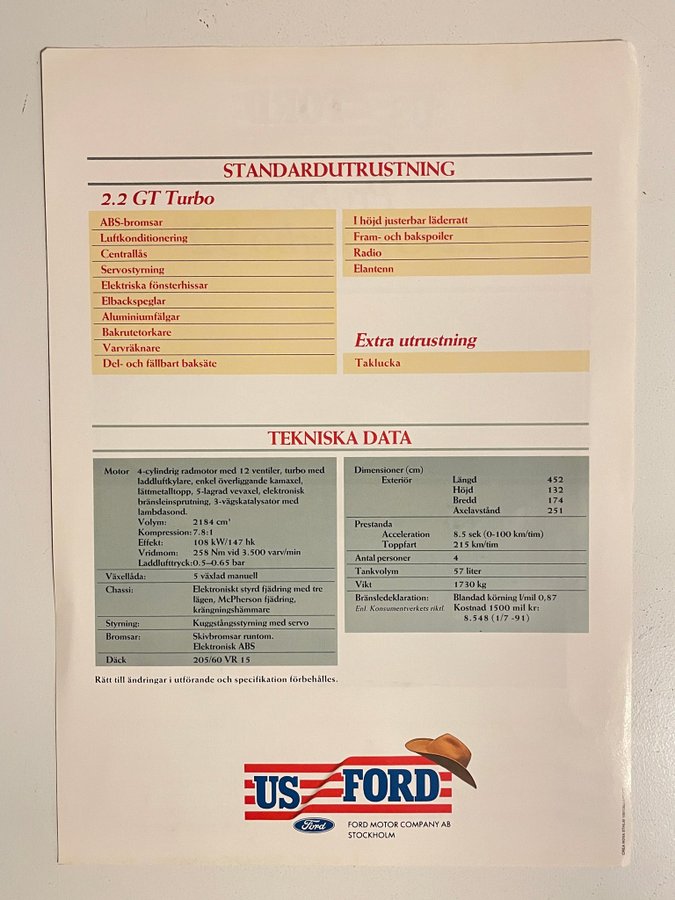 STANDARDUTRUSTNING
2.2 GT Turbo
ABS-bromsar
Luftkonditionering
Centrallås
Servostyrning
Elektriska fönsterhissar
Elbackspeglar
Aluminiumfälgar
Bakrutetorkare
Varvräknare
Del- och fällbart baksäte
I höjd justerbar läderratt
Fram- och bakspoiler
Radio
Elantenn
Extra utrustning
Taklucka
TEKNISKA DATA
Motor 4-cylindrig radmotor med 12 ventiler, turbo med
laddluftkylare, enkel överliggande kamaxel,
lättmetalltopp, 5-lagrad vevaxel, elektronisk
bränsleinsprutning, 3-vägskatalysator med
lambdasond.
Volym: 2184 cm³
Kompression: 7.8:1
Effekt: 108 kW/147 hk
Vridmom: 258 Nm vid 3.500 varv/min
Laddlufttryck: 0.5–0.65 bar
Växellåda: 5 växlad manuell
Chassi: Elektroniskt styrd fjädring med tre
lägen, McPherson fjädring,
krängningshämmare
Styrning: Kuggstångsstyrning med servo
Bromsar: Skivbromsar runtom.
Elektronisk ABS
Däck 205/60 VR 15
Dimensioner (cm)
Exteriör Längd 452
Höjd 132
Bredd 174
Axelavstånd 251
Prestanda
Acceleration 8.5 sek (0-100 km/tim)
Toppfart 215 km/tim
Antal personer 4
Tankvolym 57 liter
Vikt 1730 kg
Bränsledeklaration: Blandad körning l/mil 0,87
Enl. Konsumentverkets riktl. Kostnad 1500 mil kr:
8.548 (1/7 -91)
Rätt till ändringar i utförande och specifikation förbehålles.
US FORD
Ford
FORD MOTOR COMPANY AB
STOCKHOLM